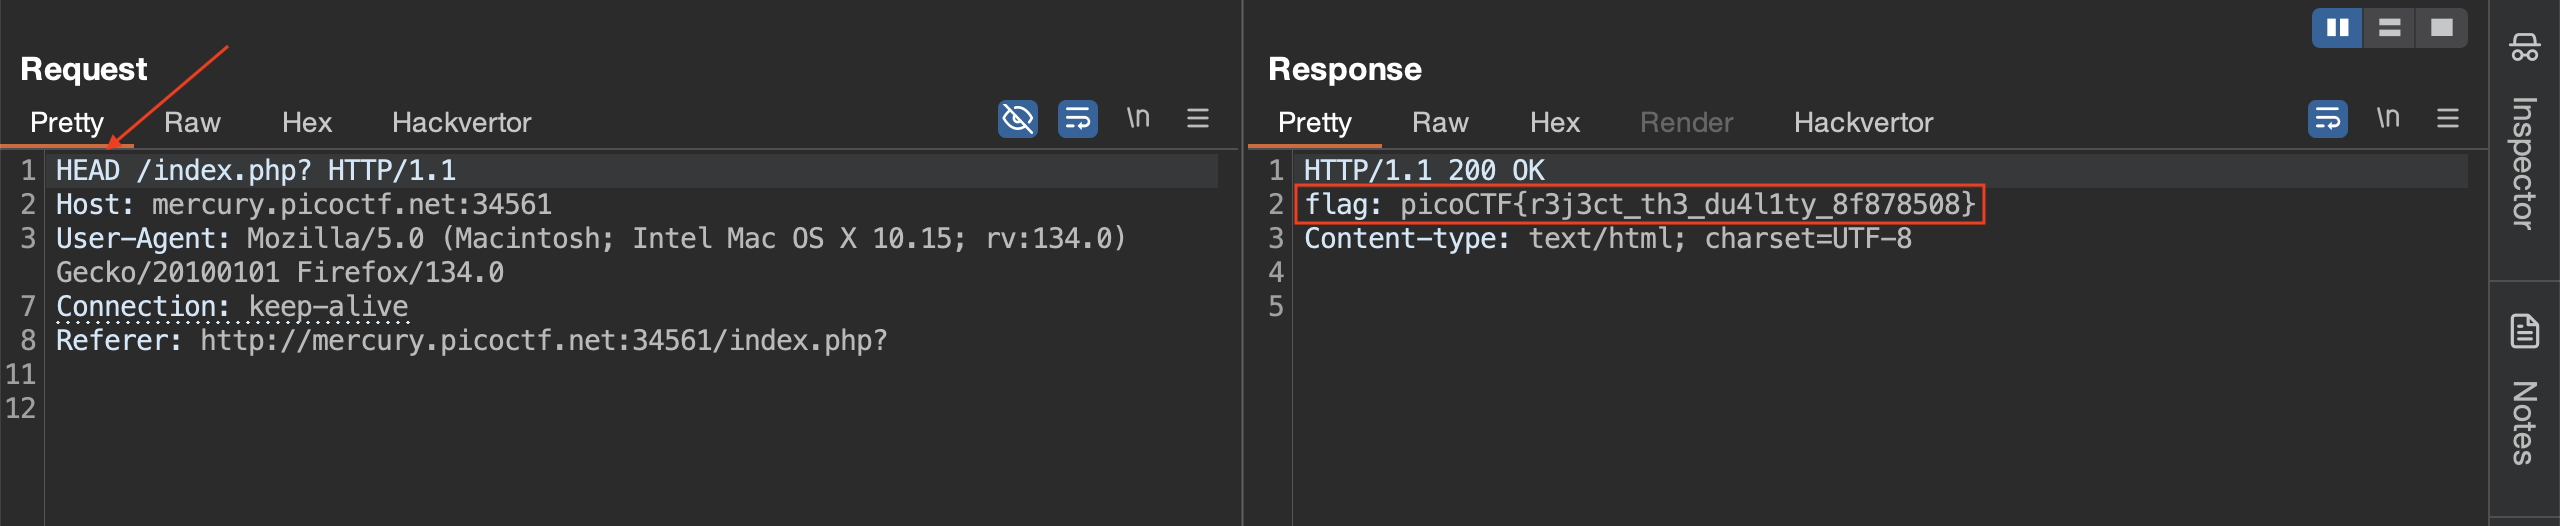 Request
Pretty Raw Hex Hackvertor \n
1 HEAD /index.php? HTTP/1.1
2 Host: mercury.picoctf.net:34561
3 User-Agent: Mozilla/5.0 (Macintosh; Intel Mac OS X 10.15; rv:134.0)
Gecko/20100101 Firefox/134.0
7 Connection: keep-alive
8 Referer: http://mercury.picoctf.net:34561/index.php?
11
12
Response
Pretty Raw Hex Render Hackvertor \n
1 HTTP/1.1 200 OK
2 flag: picoCTF{r3j3ct_th3_du4l1ty_8f878508}
3 Content-type: text/html; charset=UTF-8
4
5
Inspector
Notes